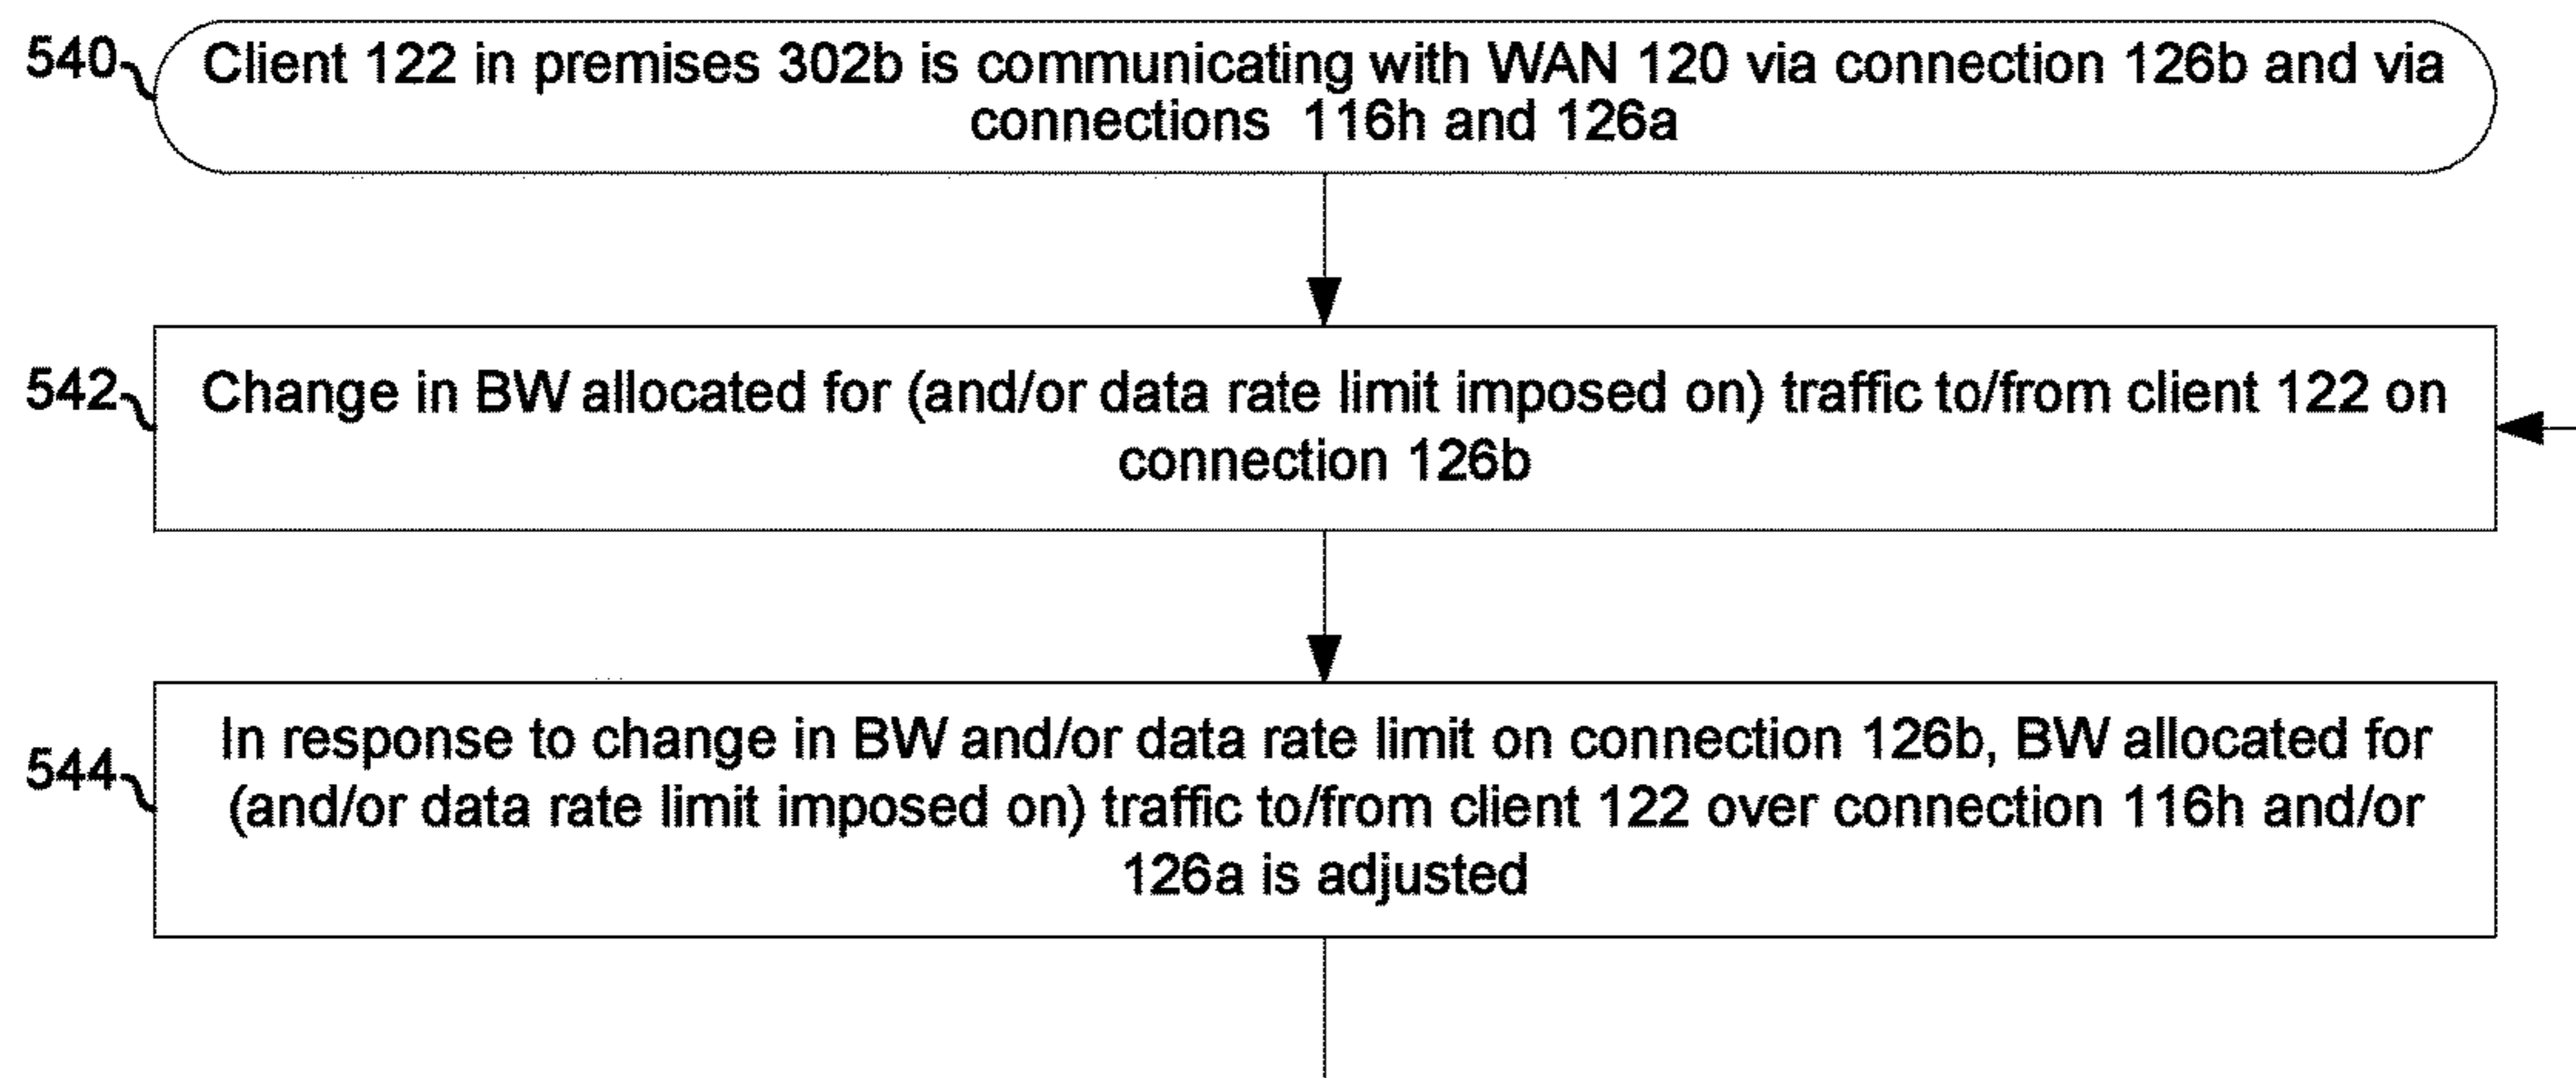 540
Client 122 in premises 302b is communicating with WAN 120 via connection 126b and via
connections 116h and 126a
542
Change in BW allocated for (and/or data rate limit imposed on) traffic to/from client 122 on
connection 126b
544
In response to change in BW and/or data rate limit on connection 126b, BW allocated for
(and/or data rate limit imposed on) traffic to/from client 122 over connection 116h and/or
126a is adjusted